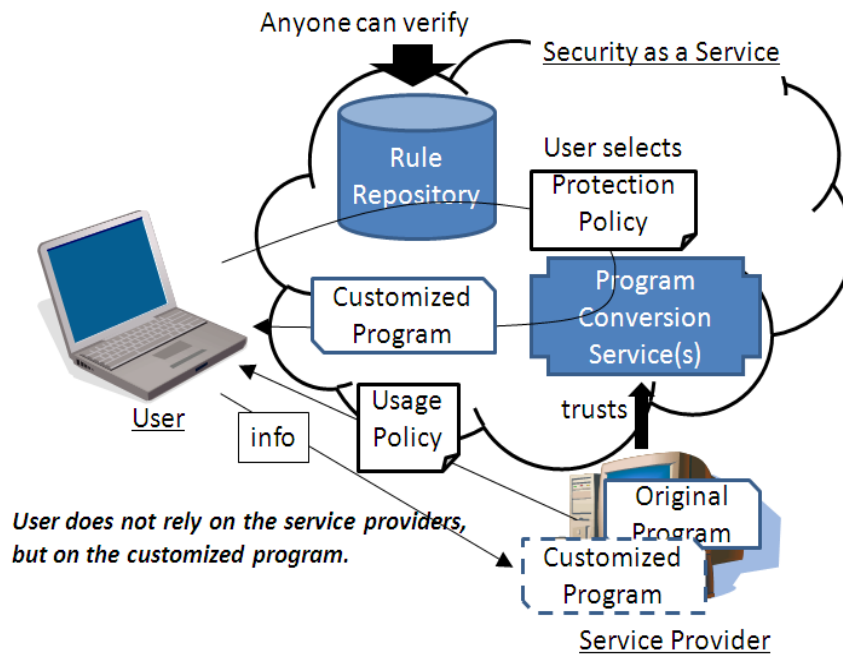 Anyone can verify
Security as a Service
Rule
Repository
User selects
Protection
Policy
Customized
Program
Program
Conversion
Service(s)
User
Usage
Policy
info
trusts
Original
Program
User does not rely on the service providers,
but on the customized program.
Customized
Program
Service Provider